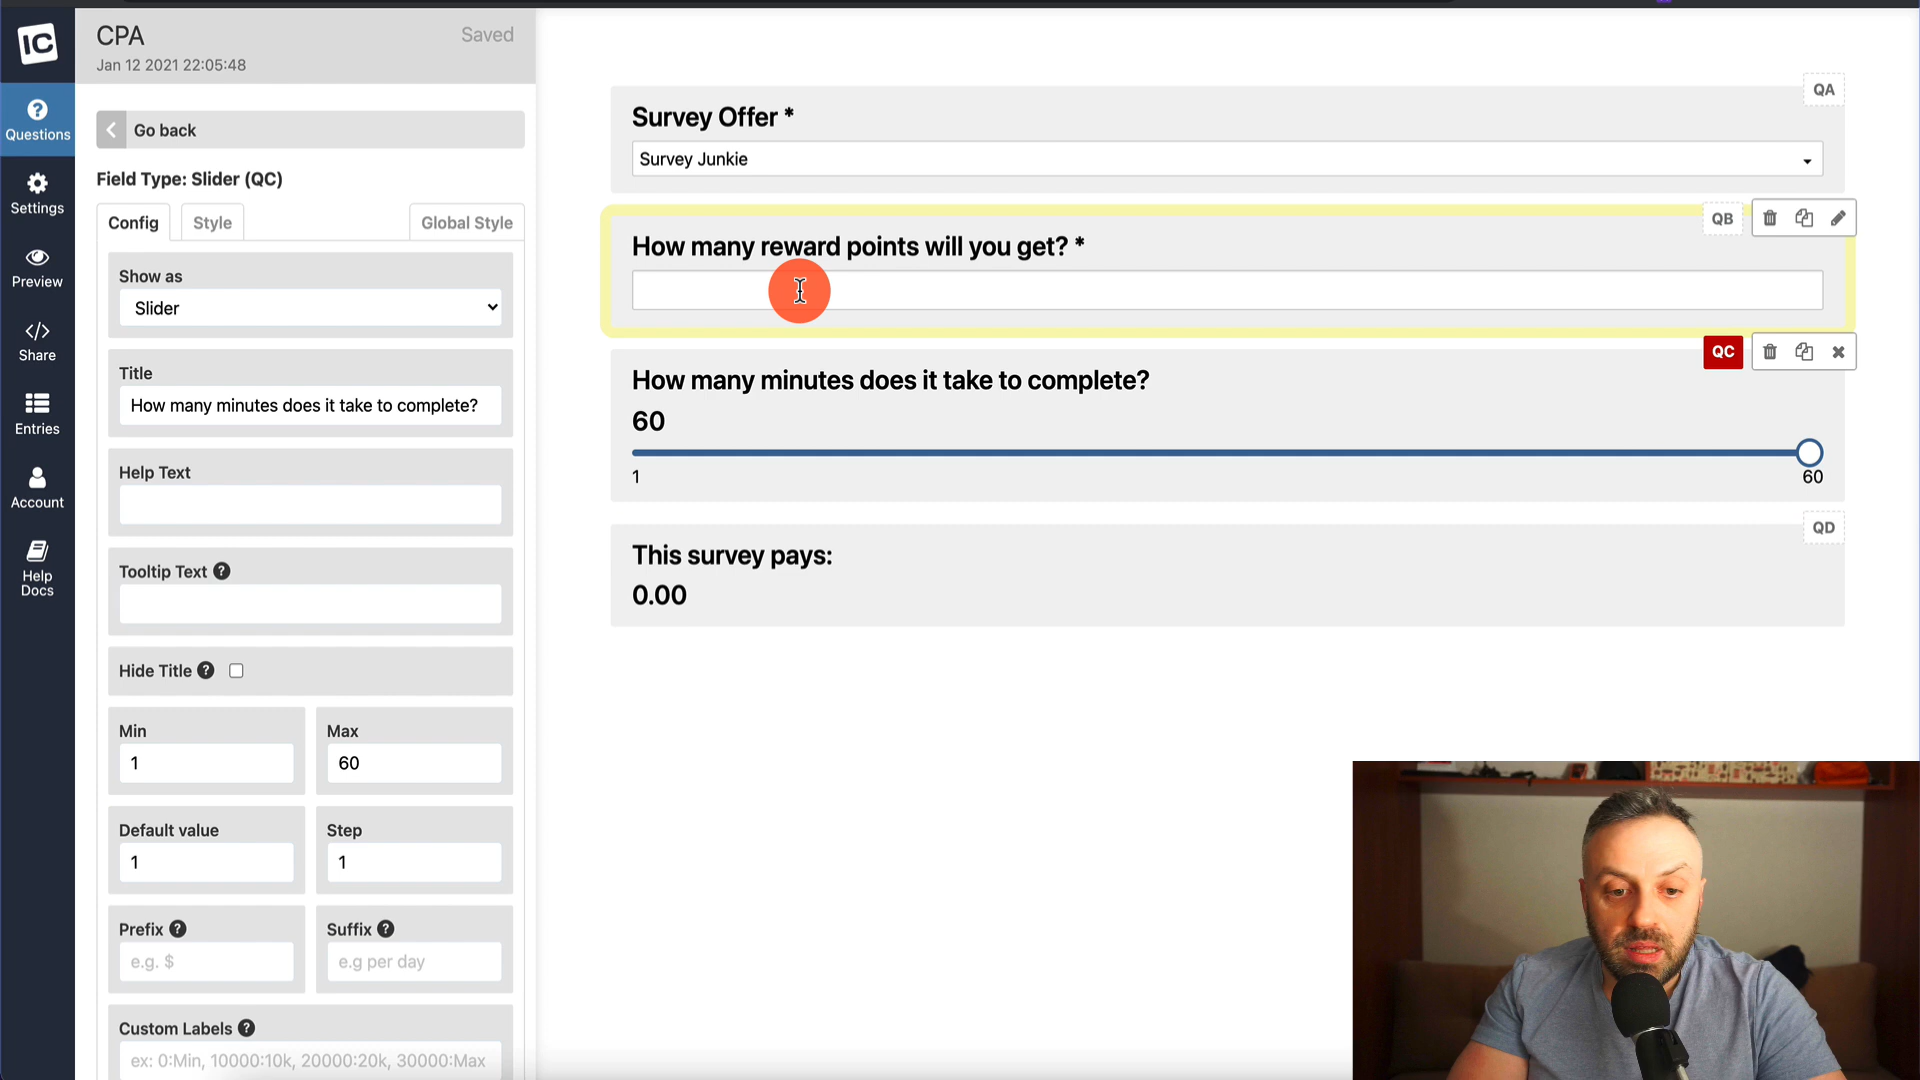 IC
CPA
Saved
Jan 12 2021 22:05:48
Questions
Settings
Preview
Share
Entries
Account
Help
Docs
Go back
Field Type: Slider (QC)
Config
Style
Global Style
Show as
Slider
Title
How many minutes does it take to complete?
Help Text
Tooltip Text ?
Hide Title ?
Min
Max
1
60
Default value
Step
1
1
Prefix ?
Suffix ?
e.g. $
e.g per day
Custom Labels ?
ex: 0:Min, 10000:10k, 20000:20k, 30000:Max
QA
Survey Offer *
Survey Junkie
QB
How many reward points will you get? *
QC
How many minutes does it take to complete?
60
1
60
QD
This survey pays:
0.00